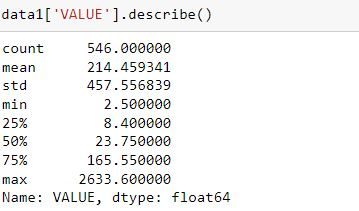 data1['VALUE'].describe()
count 546.000000
mean 214.459341
std 457.556839
min 2.500000
25% 8.400000
50% 23.750000
75% 165.550000
max 2633.600000
Name: VALUE, dtype: float64